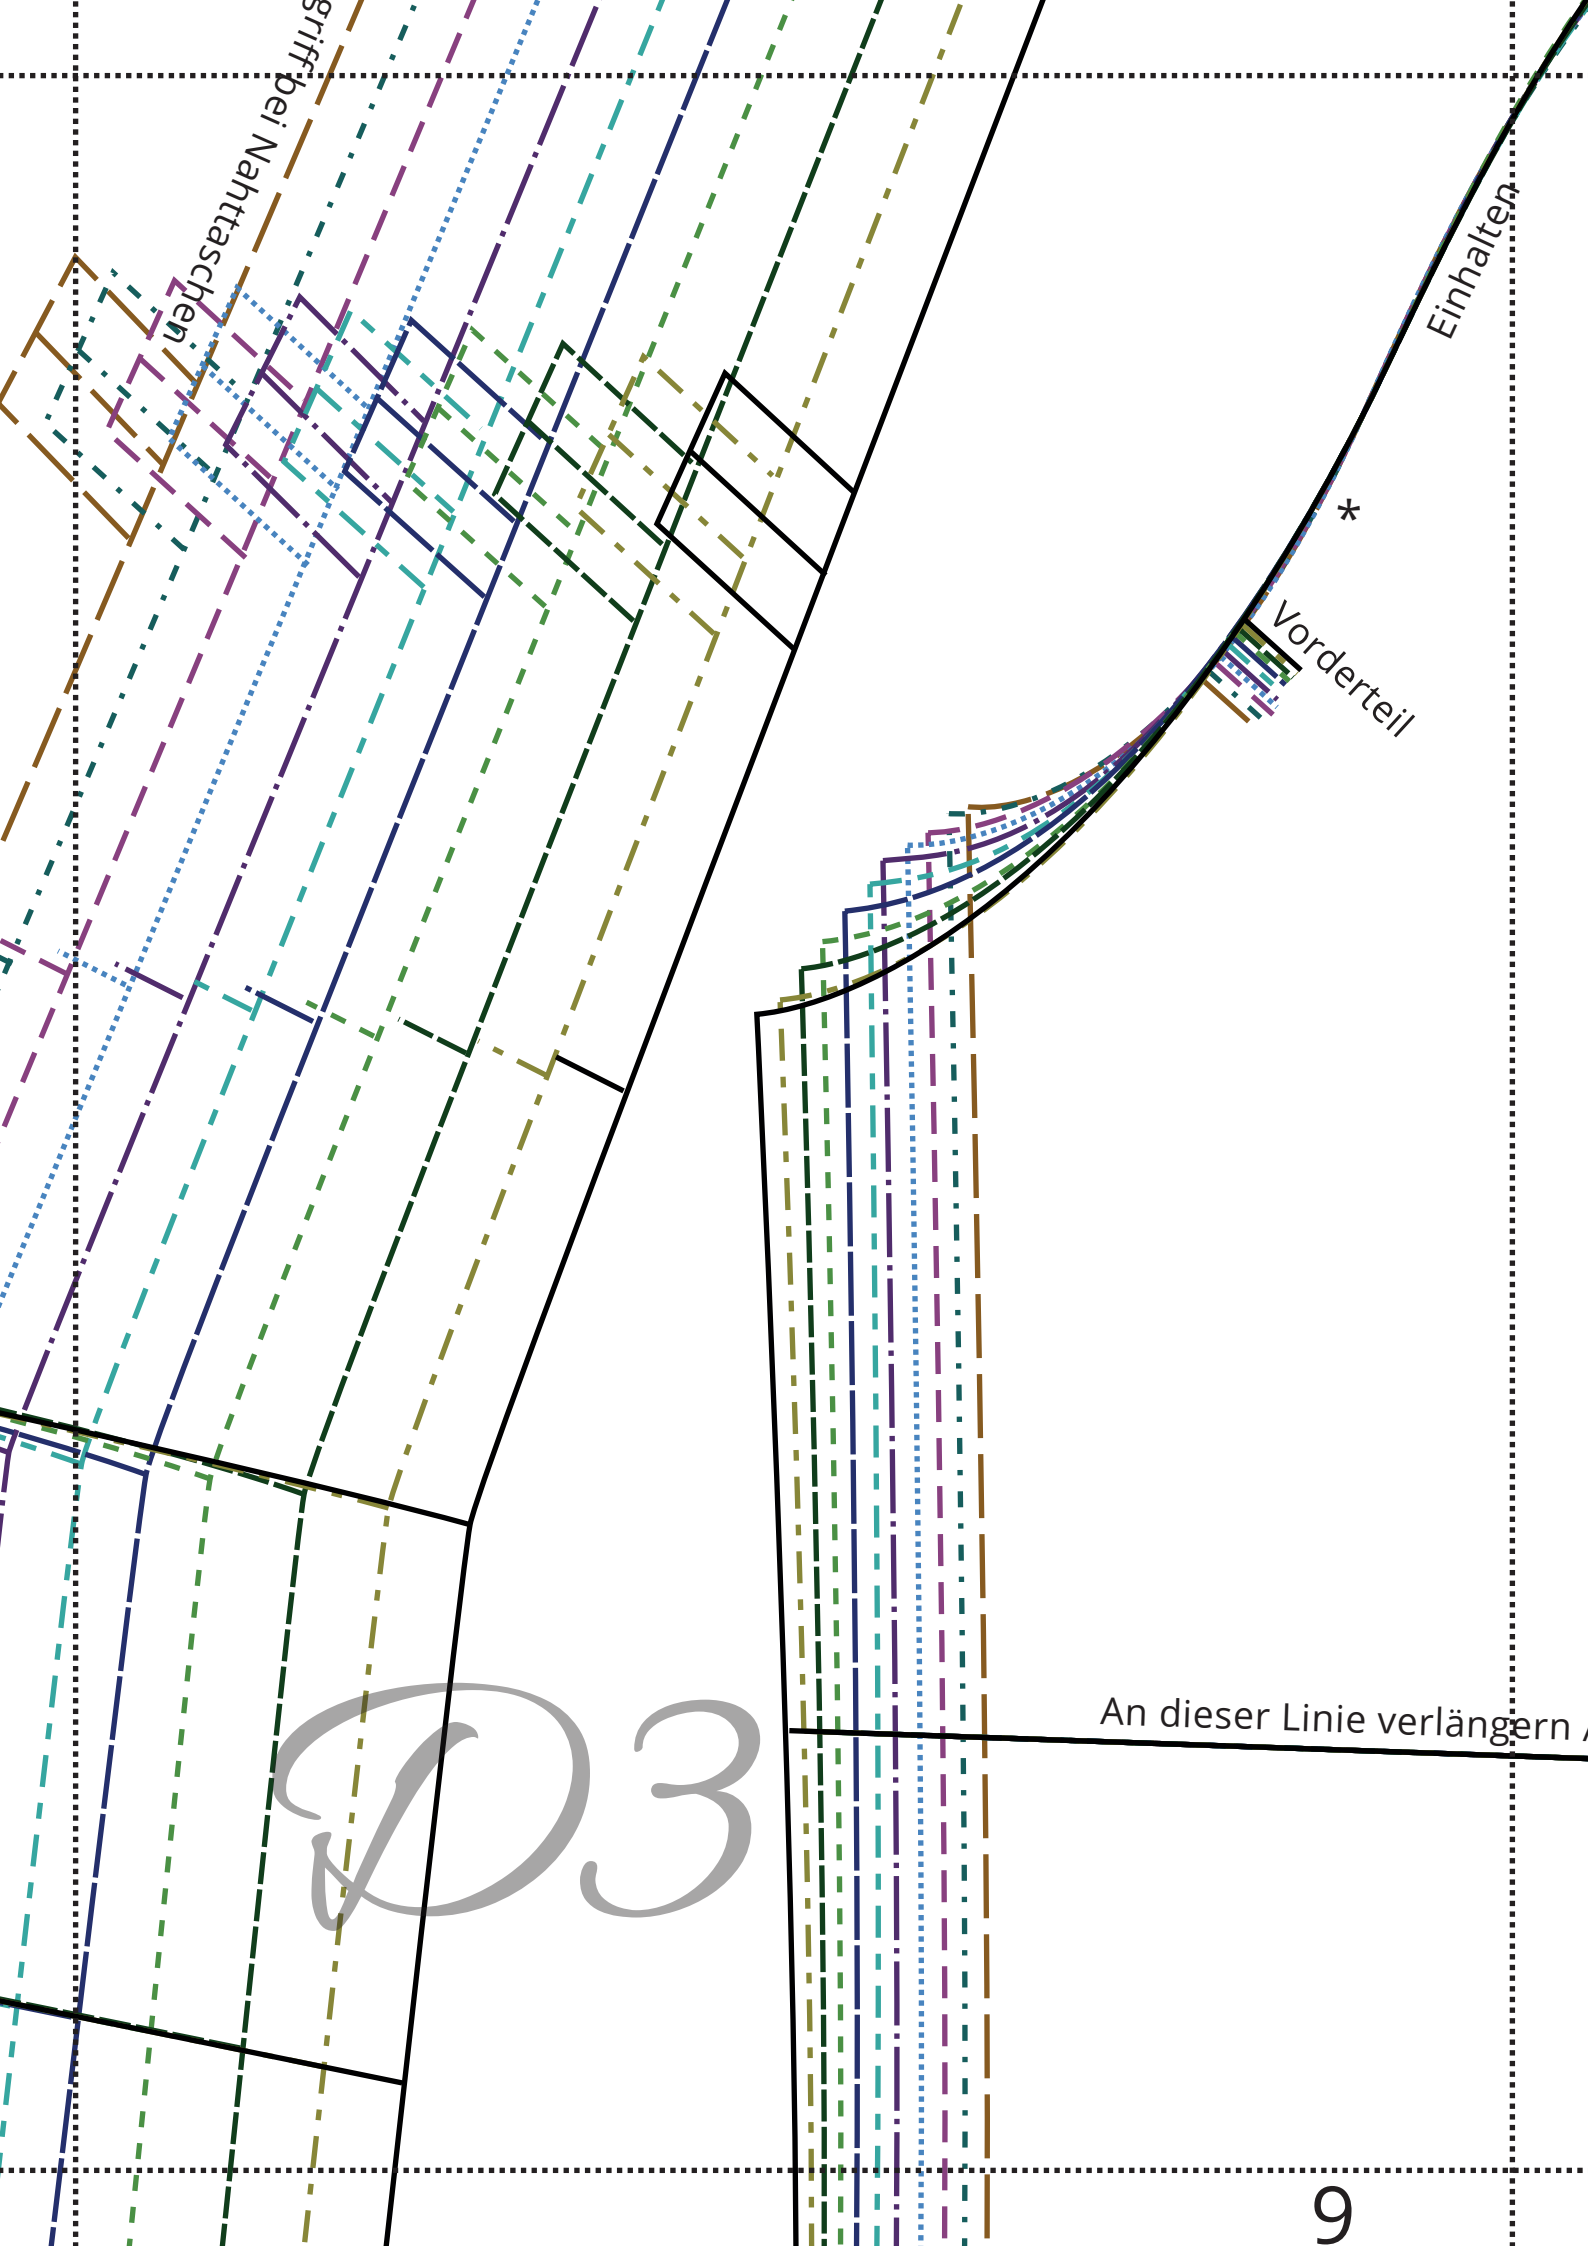 griff bei Nahttaschen
Einhalten
*
Vorderteil
D3
An dieser Linie verlängern
9